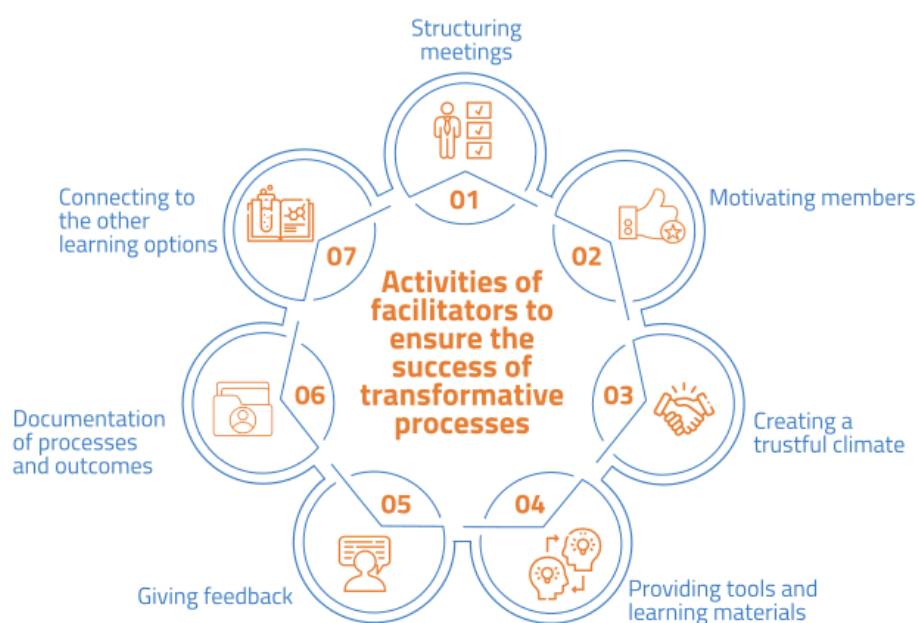 Structuring
meetings
01
Motivating members
02
Creating a
trustful climate
03
Providing tools and
learning materials
04
Giving feedback
05
Documentation
of processes
and outcomes
06
Connecting to
the other
learning options
07
Activities of
facilitators to
ensure the
success of
transformative
processes